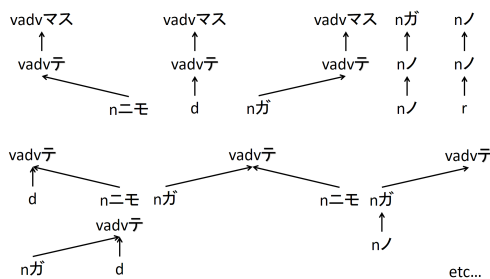 vadvマス vadvマス vadvマス nガ nノ
vadvテ vadvテ vadvテ nノ nノ
nニモ d nガ nノ r
vadvテ vadvテ vadvテ
d nニモ nガ nニモ nガ
vadvテ
nノ
nガ d
etc...